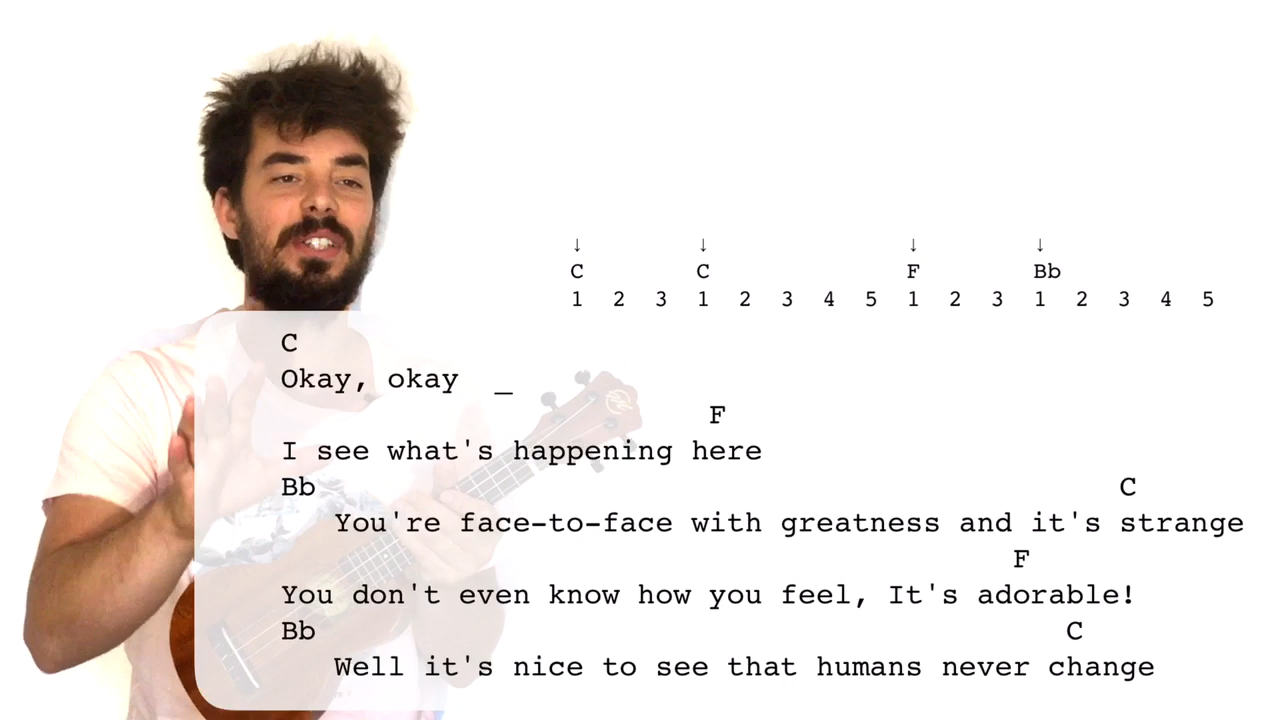 ↓ ↓ ↓ ↓
C C F Bb
1 2 3 1 2 3 4 5 1 2 3 1 2 3 4 5
C
Okay, okay _
F
I see what's happening here
Bb C
You're face-to-face with greatness and it's strange
F
You don't even know how you feel, It's adorable!
Bb C
Well it's nice to see that humans never change